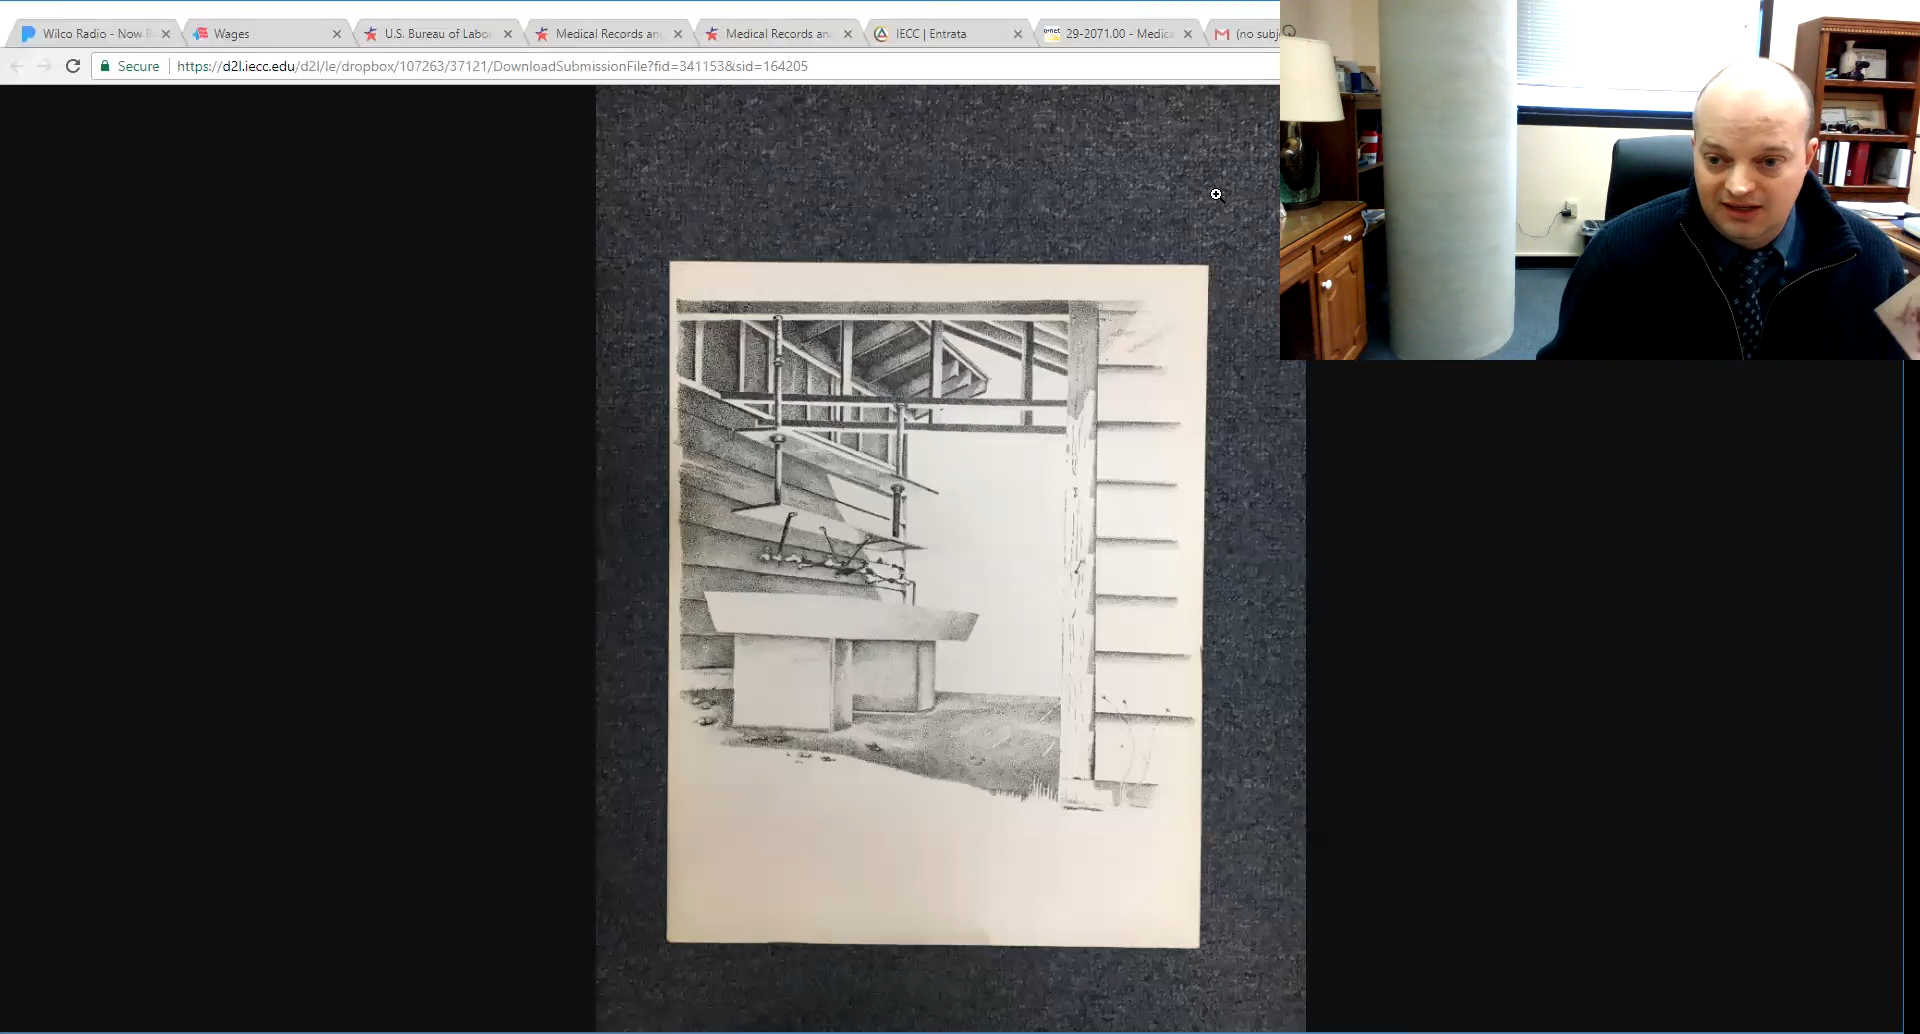 Wilco Radio - Now
Wages
U.S. Bureau of Labo
Medical Records an
Medical Records an
IECC | Entrata
29-2071.00 - Medica
(no subj
Secure
https://d2l.iecc.edu/d2l/le/dropbox/107263/37121/DownloadSubmissionFile?fid=341153&sid=164205